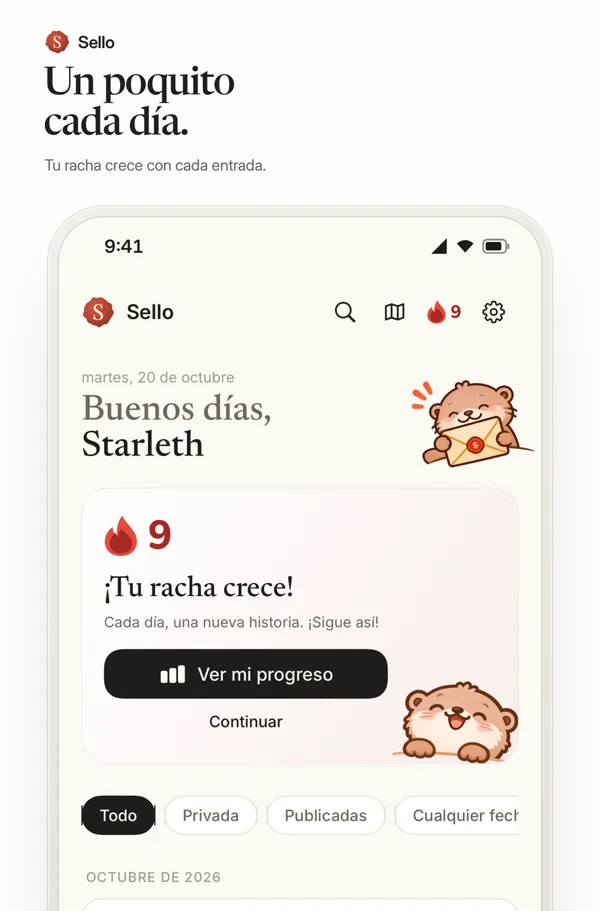 Sello
Un poquito
cada día.
Tu racha crece con cada entrada.
9:41
Sello
9
martes, 20 de octubre
Buenos días,
Starleth
9
¡Tu racha crece!
Cada día, una nueva historia. ¡Sigue así!
Ver mi progreso
Continuar
Todo
Privada
Publicadas
Cualquier fech
OCTUBRE DE 2026